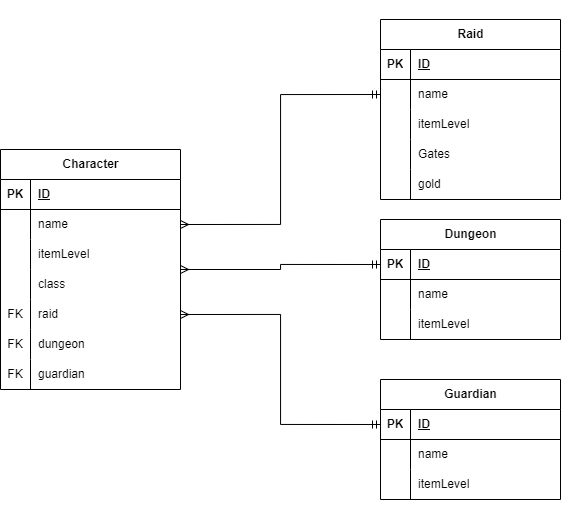 Raid
PK ID
name
itemLevel
Gates
gold
Character
PK ID
name
itemLevel
class
FK raid
FK dungeon
FK guardian
Dungeon
PK ID
name
itemLevel
Guardian
PK ID
name
itemLevel